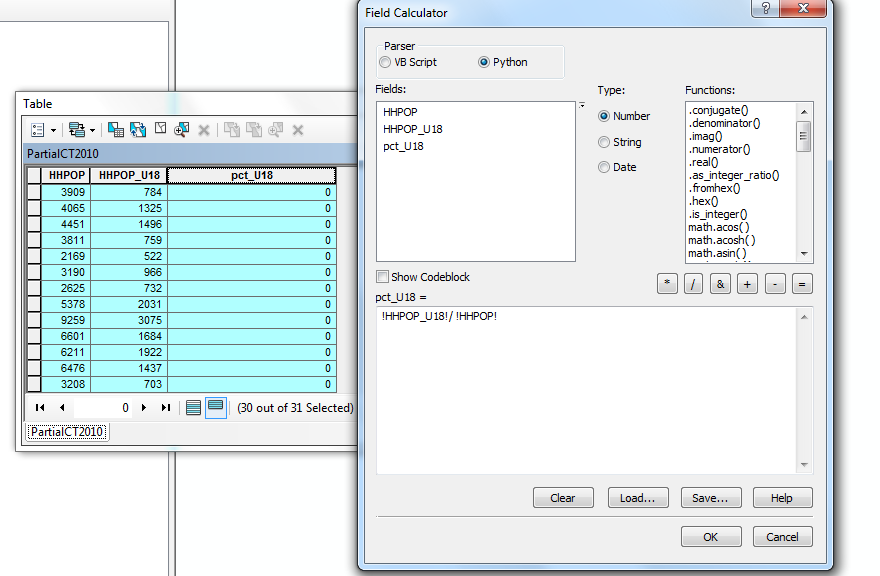 Field Calculator
?
X
Parser
VB Script
Python
Fields:
HHPOP
HHPOP_U18
pct_U18
Type:
Number
String
Date
Functions:
.conjugate()
.denominator()
.imag()
.numerator()
.real()
.as_integer_ratio()
.fromhex()
.hex()
.is_integer()
math.acos( )
math.acosh( )
math.asin( )
Show Codeblock
* / & + - =
pct_U18 =
!HHPOP_U18!/ !HHPOP!
Clear Load... Save... Help
OK Cancel
Table
PartialCT2010
HHPOP HHPOP_U18 pct_U18
3909 784 0
4065 1325 0
4451 1496 0
3811 759 0
2169 522 0
3190 966 0
2625 732 0
5378 2031 0
9259 3075 0
6601 1684 0
6211 1922 0
6476 1437 0
3208 703 0
0 (30 out of 31 Selected)
PartialCT2010